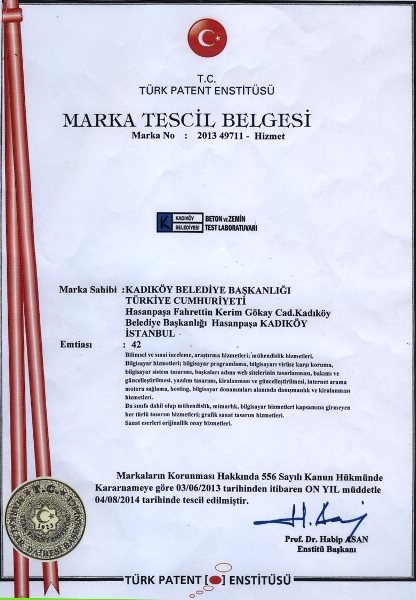 T.C.
TÜRK PATENT ENSTİTÜSÜ
MARKA TESCİL BELGESİ
Marka No : 2013 49711 - Hizmet
K KADIKÖY BELEDİYESİ
BETON VE ZEMİN
TEST LABORATUVARI
Marka Sahibi :KADIKÖY BELEDİYE BAŞKANLIĞI
TÜRKİYE CUMHURİYETİ
Hasanpaşa Fahrettin Kerim Gökay Cad.Kadıköy
Belediye Başkanlığı Hasanpaşa KADIKÖY
İSTANBUL
Emtiası : 42
Bilimsel ve sınai inceleme, araştırma hizmetleri; mühendislik hizmetleri.
Bilgisayar hizmetleri; bilgisayar programlama, bilgisayarı virüse karşı koruma,
bilgisayar sistem tasarımı, başkaları adına web sitelerinin tasarlanması, bakımı ve
güncelleştirilmesi, yazılım tasarımı, kiralanması ve güncelleştirilmesi, internet arama
motoru sağlama, hosting, bilgisayar donanımları alanında danışmanlık ve kiralanması
hizmetleri.
Bu sınıfa dahil olup mühendislik, mimarlık, bilgisayar hizmetleri kapsamına girmeyen
her türlü tasarım hizmetleri; grafik sanat tasarım hizmetleri.
Sanat eserleri orijinallik onay hizmetleri.
Markaların Korunması Hakkında 556 Sayılı Kanun Hükmünde
Kararnameye göre 03/06/2013 tarihinden itibaren ON YIL müddetle
04/08/2014 tarihinde tescil edilmiştir.
Prof. Dr. Habip ASAN
Enstitü Başkanı
T.C.
TÜRK PATENT ENSTİTÜSÜ